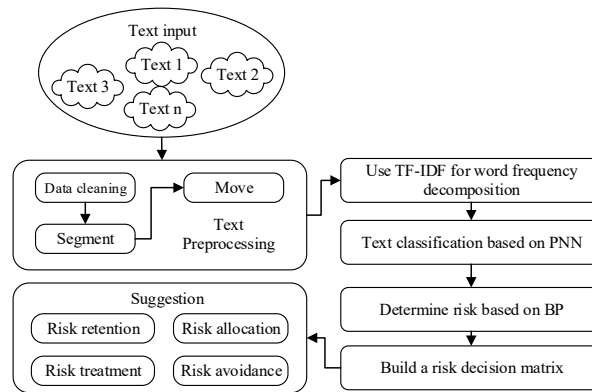 Text input
Text 1
Text 2
Text 3
Text n
Data cleaning
Move
Segment
Text
Preprocessing
Use TF-IDF for word frequency
decomposition
Text classification based on PNN
Determine risk based on BP
Build a risk decision matrix
Suggestion
Risk retention
Risk allocation
Risk treatment
Risk avoidance